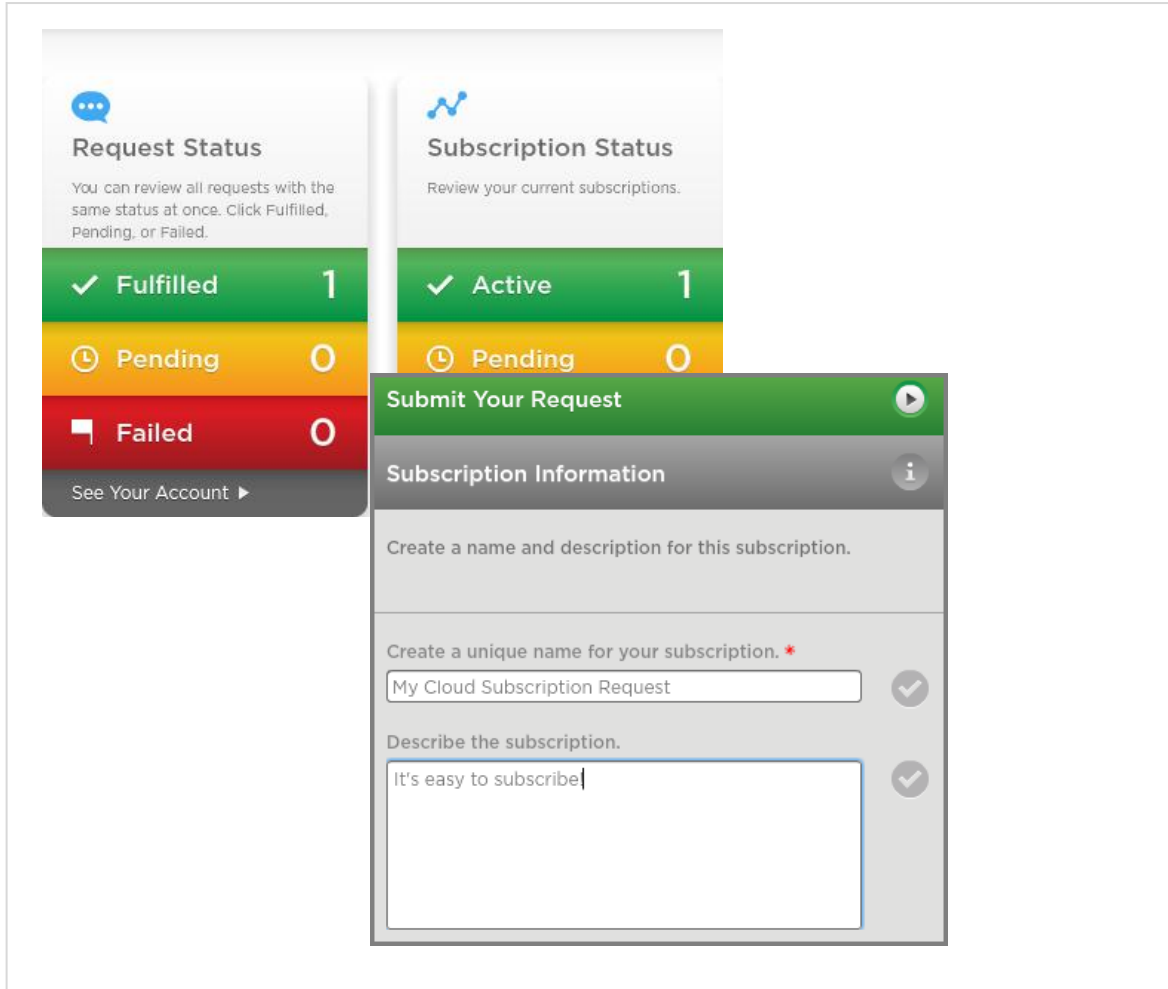 Request Status
You can review all requests with the
same status at once. Click Fulfilled,
Pending, or Failed.
Fulfilled 1
Pending 0
Failed 0
See Your Account
Subscription Status
Review your current subscriptions.
Active 1
Pending 0
Submit Your Request
Subscription Information
i
Create a name and description for this subscription.
Create a unique name for your subscription. *
My Cloud Subscription Request
Describe the subscription.
It's easy to subscribe!